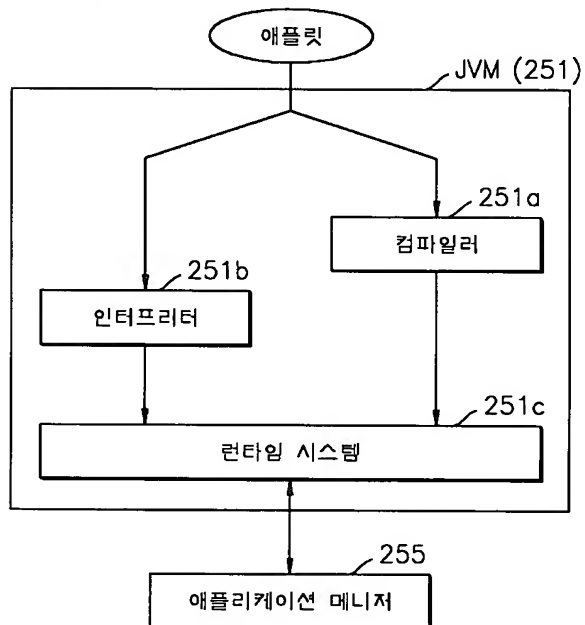 애플릿
JVM (251)
251a
컴파일러
251b
인터프리터
251c
런타임 시스템
255
애플리케이션 메니저